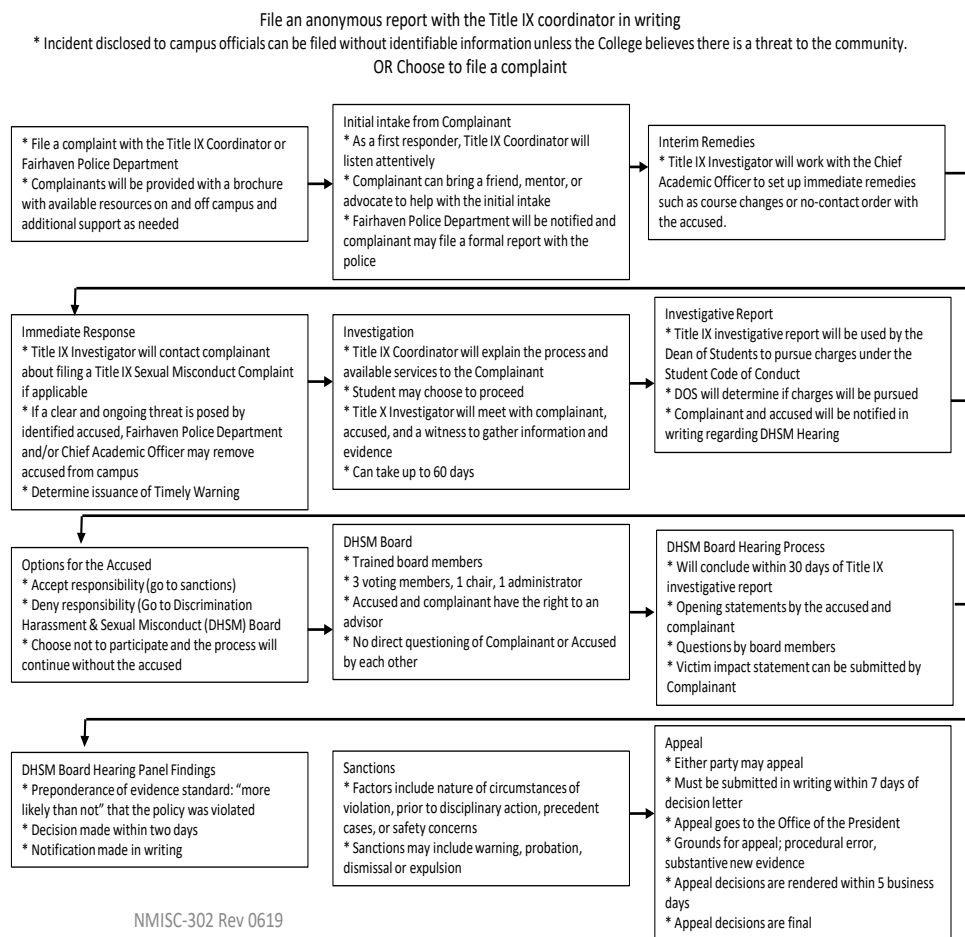 File an anonymous report with the Title IX coordinator in writing
* Incident disclosed to campus officials can be filed without identifiable information unless the College believes there is a threat to the community.
OR Choose to file a complaint
* File a complaint with the Title IX Coordinator or
Fairhaven Police Department
* Complainants will be provided with a brochure
with available resources on and off campus and
additional support as needed
Initial intake from Complainant
* As a first responder, Title IX Coordinator will
listen attentively
* Complainant can bring a friend, mentor, or
advocate to help with the initial intake
* Fairhaven Police Department will be notified and
complainant may file a formal report with the
police
Interim Remedies
* Title IX Investigator will work with the Chief
Academic Officer to set up immediate remedies
such as course changes or no-contact order with
the accused.
Immediate Response
* Title IX Investigator will contact complainant
about filing a Title IX Sexual Misconduct Complaint
if applicable
* If a clear and ongoing threat is posed by
identified accused, Fairhaven Police Department
and/or Chief Academic Officer may remove
accused from campus
* Determine issuance of Timely Warning
Investigation
* Title IX Coordinator will explain the process and
available services to the Complainant
* Student may choose to proceed
* Title X Investigator will meet with complainant,
accused, and a witness to gather information and
evidence
* Can take up to 60 days
Investigative Report
* Title IX investigative report will be used by the
Dean of Students to pursue charges under the
Student Code of Conduct
* DOS will determine if charges will be pursued
* Complainant and accused will be notified in
writing regarding DHSM Hearing
Options for the Accused
* Accept responsibility (go to sanctions)
* Deny responsibility (Go to Discrimination
Harassment & Sexual Misconduct (DHSM) Board
* Choose not to participate and the process will
continue without the accused
DHSM Board
* Trained board members
* 3 voting members, 1 chair, 1 administrator
* Accused and complainant have the right to an
advisor
* No direct questioning of Complainant or Accused
by each other
DHSM Board Hearing Process
* Will conclude within 30 days of Title IX
investigative report
* Opening statements by the accused and
complainant
* Questions by board members
* Victim impact statement can be submitted by
Complainant
DHSM Board Hearing Panel Findings
* Preponderance of evidence standard: “more
likely than not” that the policy was violated
* Decision made within two days
* Notification made in writing
Sanctions
* Factors include nature of circumstances of
violation, prior to disciplinary action, precedent
cases, or safety concerns
* Sanctions may include warning, probation,
dismissal or expulsion
Appeal
* Either party may appeal
* Must be submitted in writing within 7 days of
decision letter
* Appeal goes to the Office of the President
* Grounds for appeal; procedural error,
substantive new evidence
* Appeal decisions are rendered within 5 business
days
* Appeal decisions are final
NMISC-302 Rev 0619